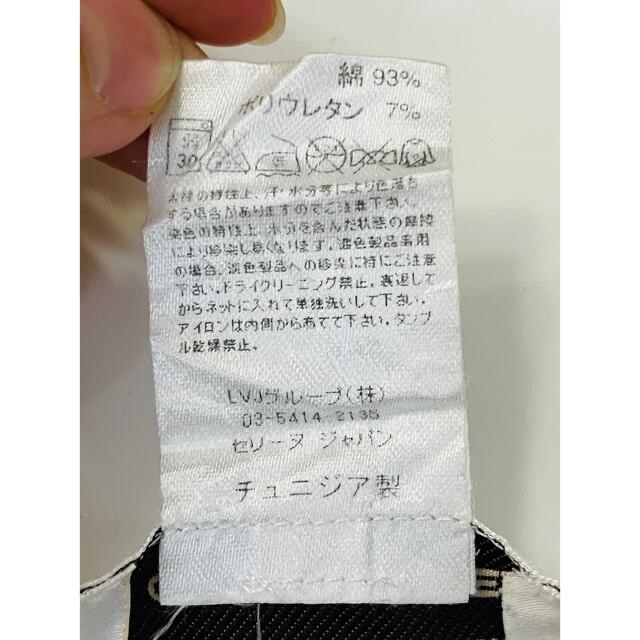 綿 93%
ポリウレタン 7%
30
素材の特性上、汗・水分等により色落ち
する場合がありますのでご注意下さい。
染色の特性上、水分を含んだ状態の摩擦
により移染し易くなります。濃色製品着用
の場合、淡色製品への移染に特にご注意
下さい。ドライクリーニング禁止。裏返して
からネットに入れて単独洗いして下さい。
アイロンは内側からあてて下さい。タンブ
ル乾燥禁止。
LVJグループ(株)
03-5414-2135
セリーヌ ジャパン
チュニジア製